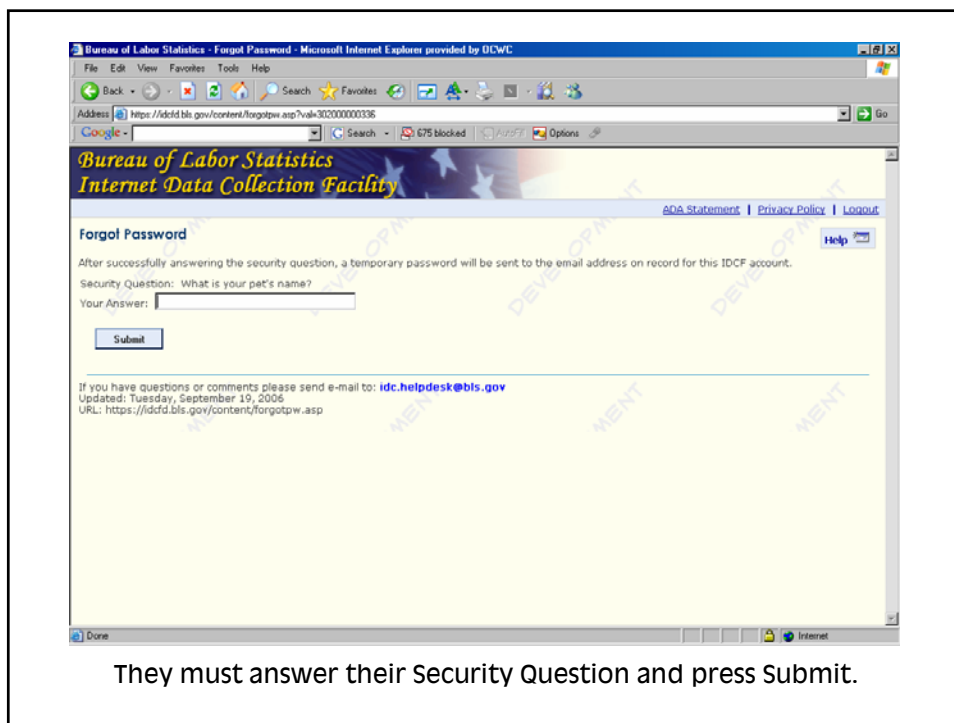 Bureau of Labor Statistics - Forgot Password - Microsoft Internet Explorer provided by OCWC
File Edit View Favorites Tools Help
Back Search Favorites
Address https://idcfd.bls.gov/content/forgotpw.asp?val=302000000336 Go
Google Search 675 blocked AutoFill Options
Bureau of Labor Statistics
Internet Data Collection Facility
ADA Statement | Privacy Policy | Logout
Forgot Password
Help
After successfully answering the security question, a temporary password will be sent to the email address on record for this IDCF account.
Security Question: What is your pet's name?
Your Answer:
Submit
If you have questions or comments please send e-mail to: idc.helpdesk@bls.gov
Updated: Tuesday, September 19, 2006
URL: https://idcfd.bls.gov/content/forgotpw.asp
DEVELOPMENT
Done Internet
They must answer their Security Question and press Submit.